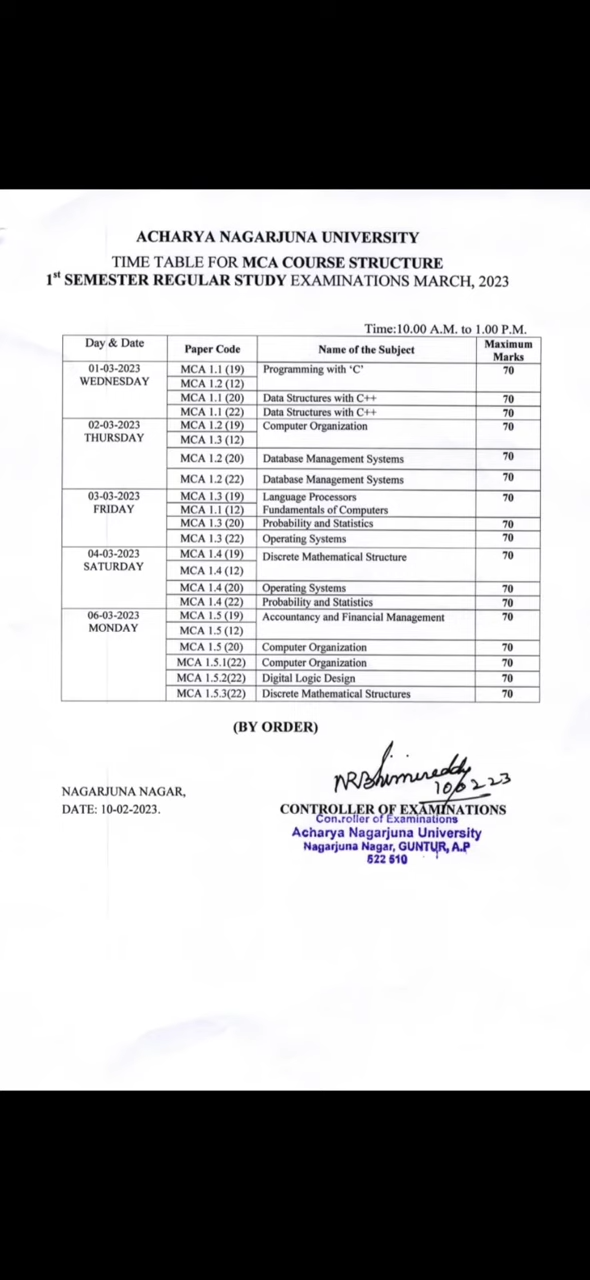 ACHARYA NAGARJUNA UNIVERSITY
TIME TABLE FOR MCA COURSE STRUCTURE
1st SEMESTER REGULAR STUDY EXAMINATIONS MARCH, 2023
Time:10.00 A.M. to 1.00 P.M.
Day & Date Paper Code Name of the Subject Maximum Marks
01-03-2023 MCA 1.1 (19) Programming with ‘C’ 70
WEDNESDAY MCA 1.2 (12)
MCA 1.1 (20) Data Structures with C++ 70
MCA 1.1 (22) Data Structures with C++ 70
02-03-2023 MCA 1.2 (19) Computer Organization 70
THURSDAY MCA 1.3 (12)
MCA 1.2 (20) Database Management Systems 70
MCA 1.2 (22) Database Management Systems 70
03-03-2023 MCA 1.3 (19) Language Processors 70
FRIDAY MCA 1.1 (12) Fundamentals of Computers
MCA 1.3 (20) Probability and Statistics 70
MCA 1.3 (22) Operating Systems 70
04-03-2023 MCA 1.4 (19) Discrete Mathematical Structure 70
SATURDAY MCA 1.4 (12)
MCA 1.4 (20) Operating Systems 70
MCA 1.4 (22) Probability and Statistics 70
06-03-2023 MCA 1.5 (19) Accountancy and Financial Management 70
MONDAY MCA 1.5 (12)
MCA 1.5 (20) Computer Organization 70
MCA 1.5.1(22) Computer Organization 70
MCA 1.5.2(22) Digital Logic Design 70
MCA 1.5.3(22) Discrete Mathematical Structures 70
(BY ORDER)
NAGARJUNA NAGAR,
DATE: 10-02-2023.
CONTROLLER OF EXAMINATIONS
Con.roller of Examinations
Acharya Nagarjuna University
Nagarjuna Nagar, GUNTUR, A.P
522 510